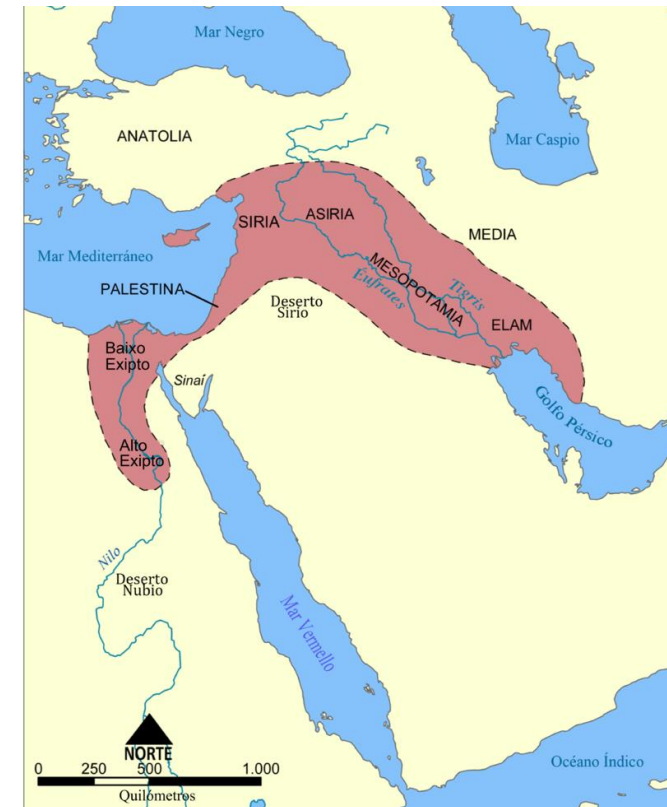 Mar Negro
ANATOLIA
Mar Caspio
SIRIA
ASIRIA
MEDIA
Mar Mediterráneo
PALESTINA
MESOPOTAMIA
Tigris
Eufrates
Deserto
Sirio
ELAM
Baixo
Exipto
Sinaí
Golfo Pérsico
Alto
Exipto
Nilo
Deserto
Nubio
Mar Vermello
NORTE
0 250 500 1.000
Quilómetros
Océano Índico